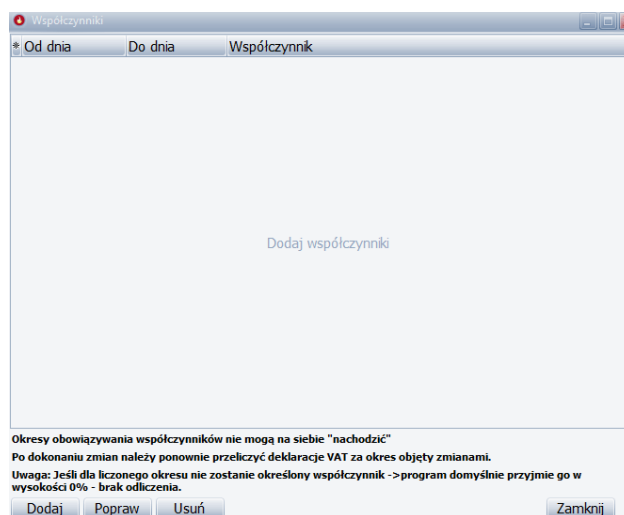 Współczynniki
* Od dnia Do dnia Współczynnik
Dodaj współczynniki
Okresy obowiązywania współczynników nie mogą na siebie "nachodzić"
Po dokonaniu zmian należy ponownie przeliczyć deklaracje VAT za okres objęty zmianami.
Uwaga: Jeśli dla liczonego okresu nie zostanie określony współczynnik ->program domyślnie przyjmie go w
wysokości 0% - brak odliczenia.
Dodaj Popraw Usuń Zamknij